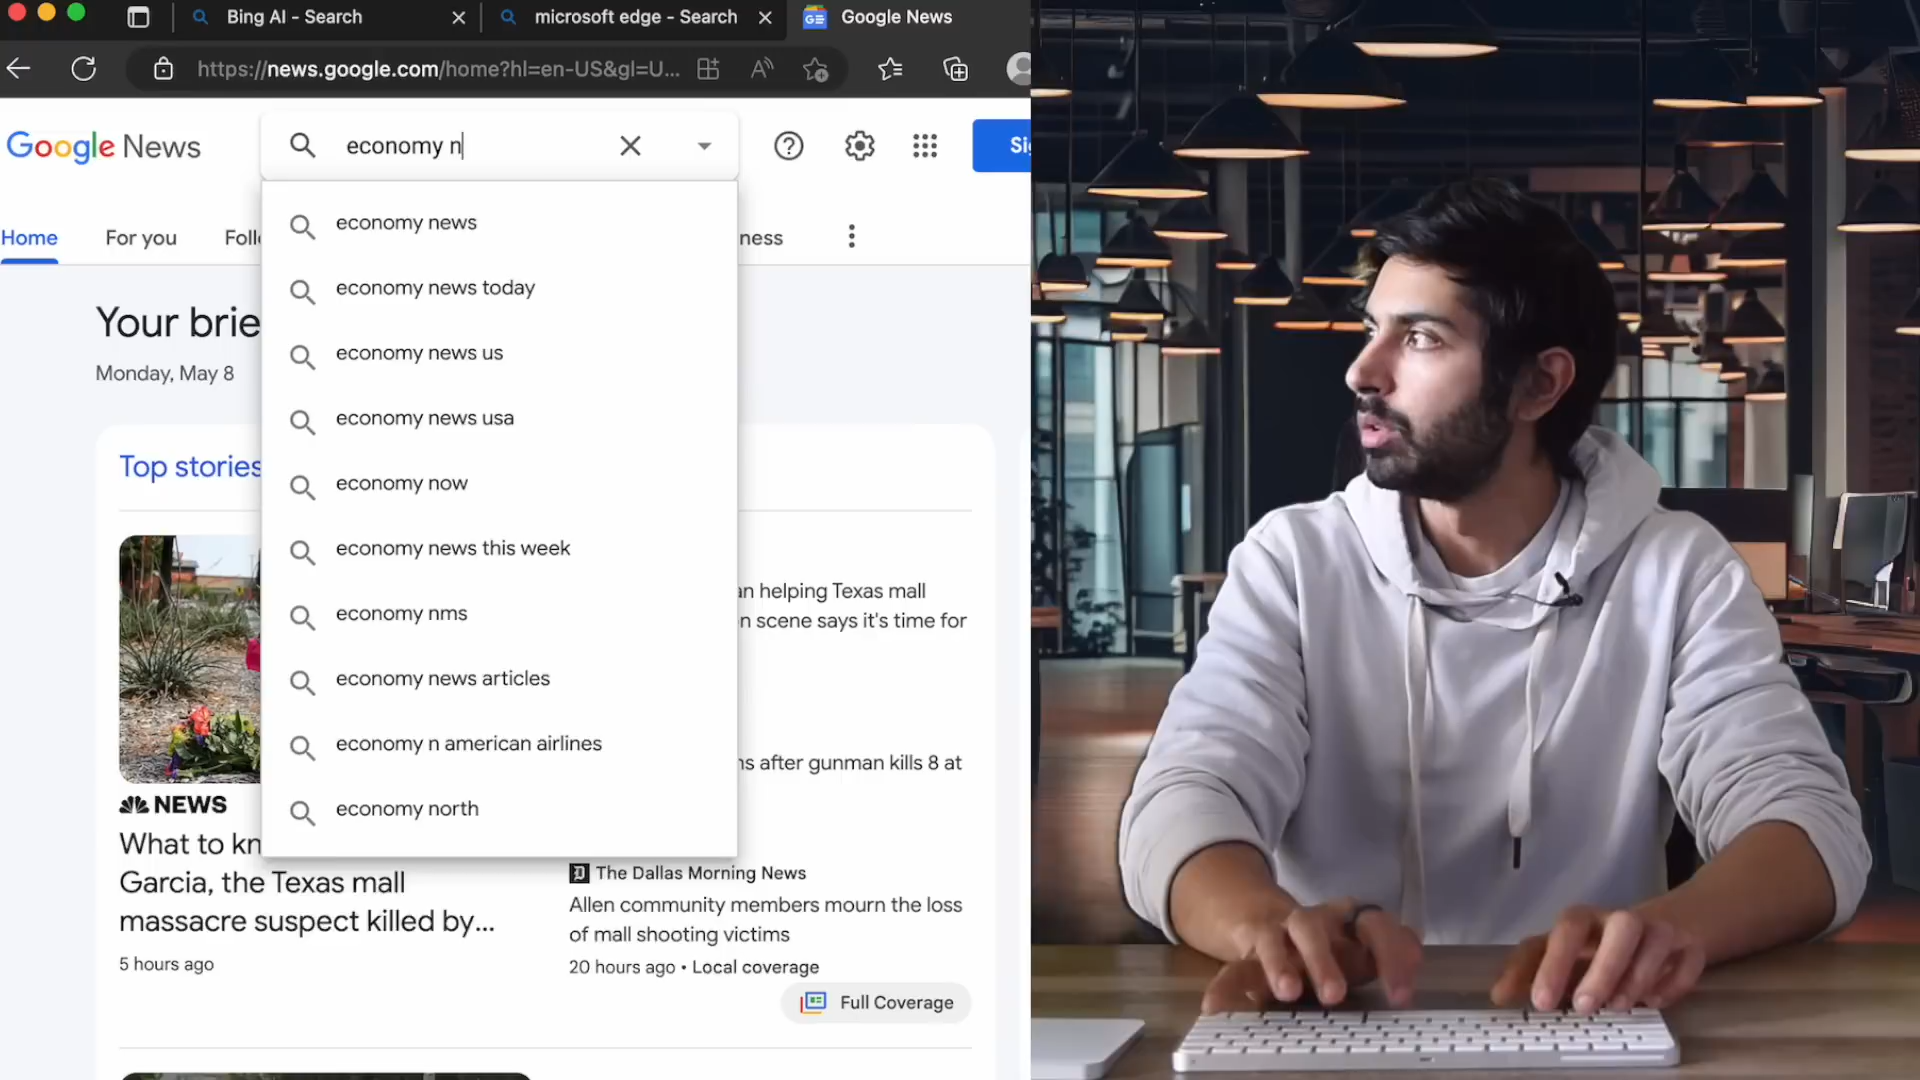 Bing AI - Search
microsoft edge - Search
Google News
https://news.google.com/home?hl=en-US&gl=U...
Google News
economy n
economy news
economy news today
economy news us
economy news usa
economy now
economy news this week
economy nms
economy news articles
economy n american airlines
economy north
Home
For you
Your brie
Monday, May 8
Top stories
an helping Texas mall
n scene says it's time for
after gunman kills 8 at
NEWS
What to kn
Garcia, the Texas mall
massacre suspect killed by...
5 hours ago
The Dallas Morning News
Allen community members mourn the loss
of mall shooting victims
20 hours ago • Local coverage
Full Coverage